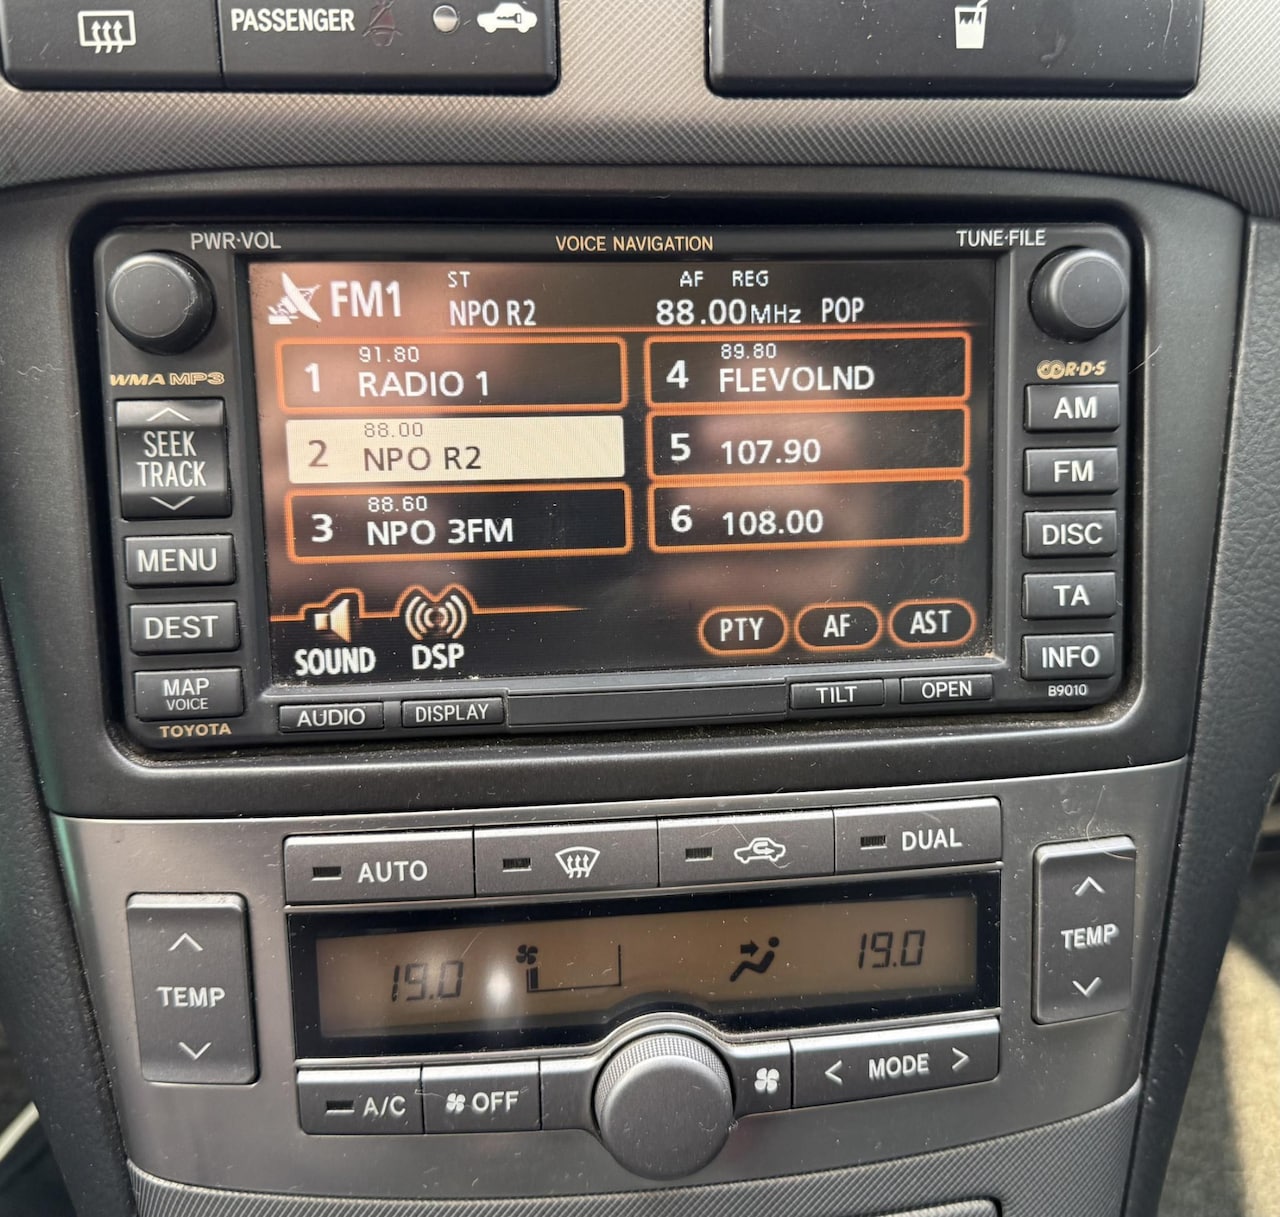 PASSENGER
PWR·VOL
VOICE NAVIGATION
TUNE·FILE
FM1
ST
NPO R2
AF REG
88.00MHz POP
WMA MP3
SEEK
TRACK
MENU
DEST
MAP
VOICE
TOYOTA
1
91.80
RADIO 1
2
88.00
NPO R2
3
88.60
NPO 3FM
4
89.80
FLEVOLND
5
107.90
6
108.00
SOUND
DSP
PTY
AF
AST
R·D·S
AM
FM
DISC
TA
INFO
B9010
AUDIO
DISPLAY
TILT
OPEN
AUTO
DUAL
TEMP
19.0
19.0
TEMP
A/C
OFF
< MODE >